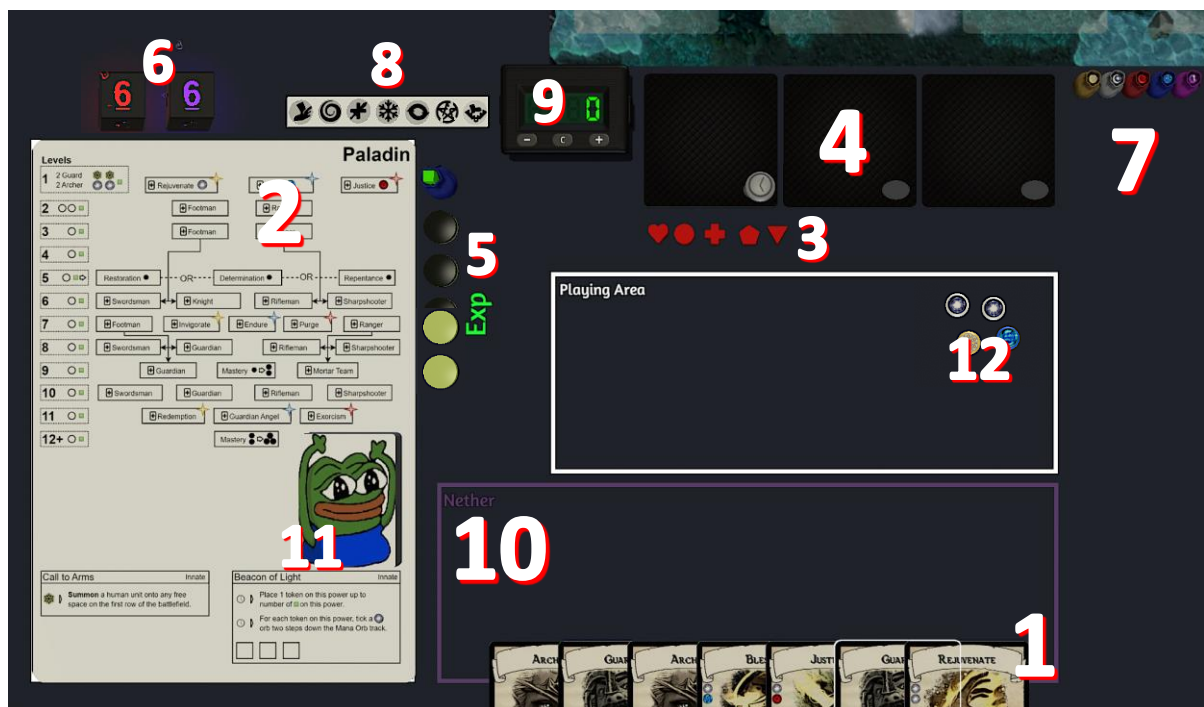 6
8
9
0
4
7
6
6
- C +
Levels
Paladin
1 2 Guard
2 Archer
Rejuvenate
Justice
2
2
Footman
3
Footman
3
4
5
Restoration
OR
Determination
OR
Repentance
5
Exp
6
Swordsman
Knight
Rifleman
Sharpshooter
7
Footman
Invigorate
Endure
Purge
Ranger
8
Swordsman
Guardian
Rifleman
Sharpshooter
9
Guardian
Mastery
Mortar Team
10
Swordsman
Guardian
Rifleman
Sharpshooter
11
Redemption
Guardian Angel
Exorcism
12+
Mastery
Playing Area
12
Nether
10
11
Call to Arms Innate
Summon a human unit onto any free
space on the first row of the battlefield.
Beacon of Light Innate
Place 1 token on this power up to
number of on this power.
For each token on this power, tick a
orb two steps down the Mana Orb track.
1
ARCH
GUAR
ARCH
BLES
JUST
GUAR
REJUVENATE